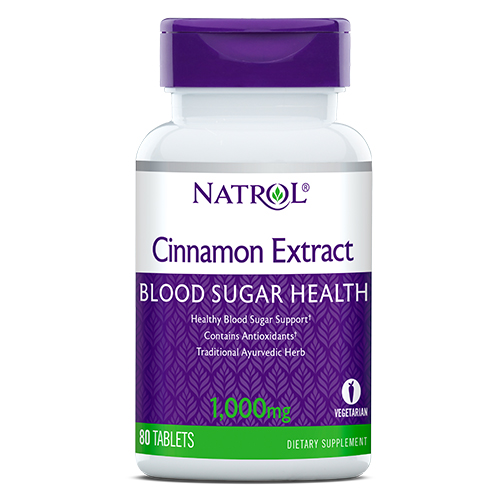 NATROL®
Cinnamon Extract
BLOOD SUGAR HEALTH
Healthy Blood Sugar Support†
Contains Antioxidants†
Traditional Ayurvedic Herb
1,000mg
VEGETARIAN
80 TABLETS
DIETARY SUPPLEMENT